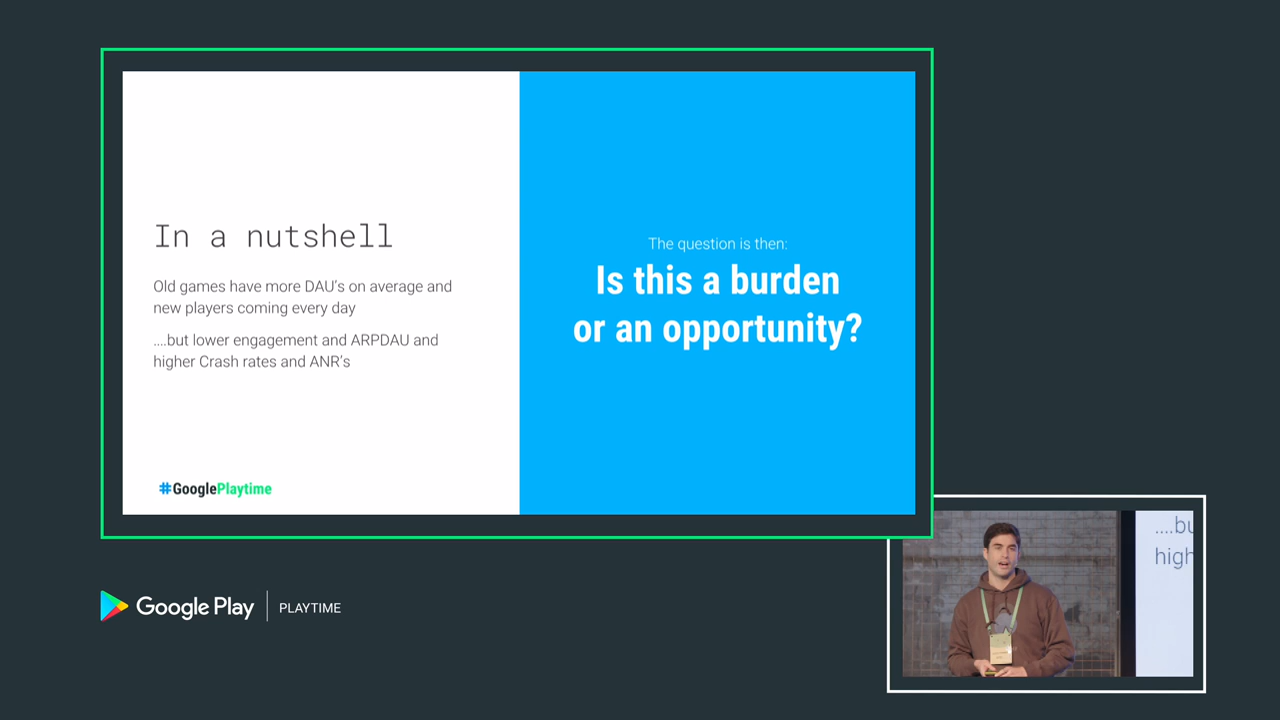 In a nutshell
Old games have more DAU's on average and
new players coming every day
....but lower engagement and ARPDAU and
higher Crash rates and ANR's
#GooglePlaytime
The question is then:
Is this a burden
or an opportunity?
....bu
high
Google Play | PLAYTIME